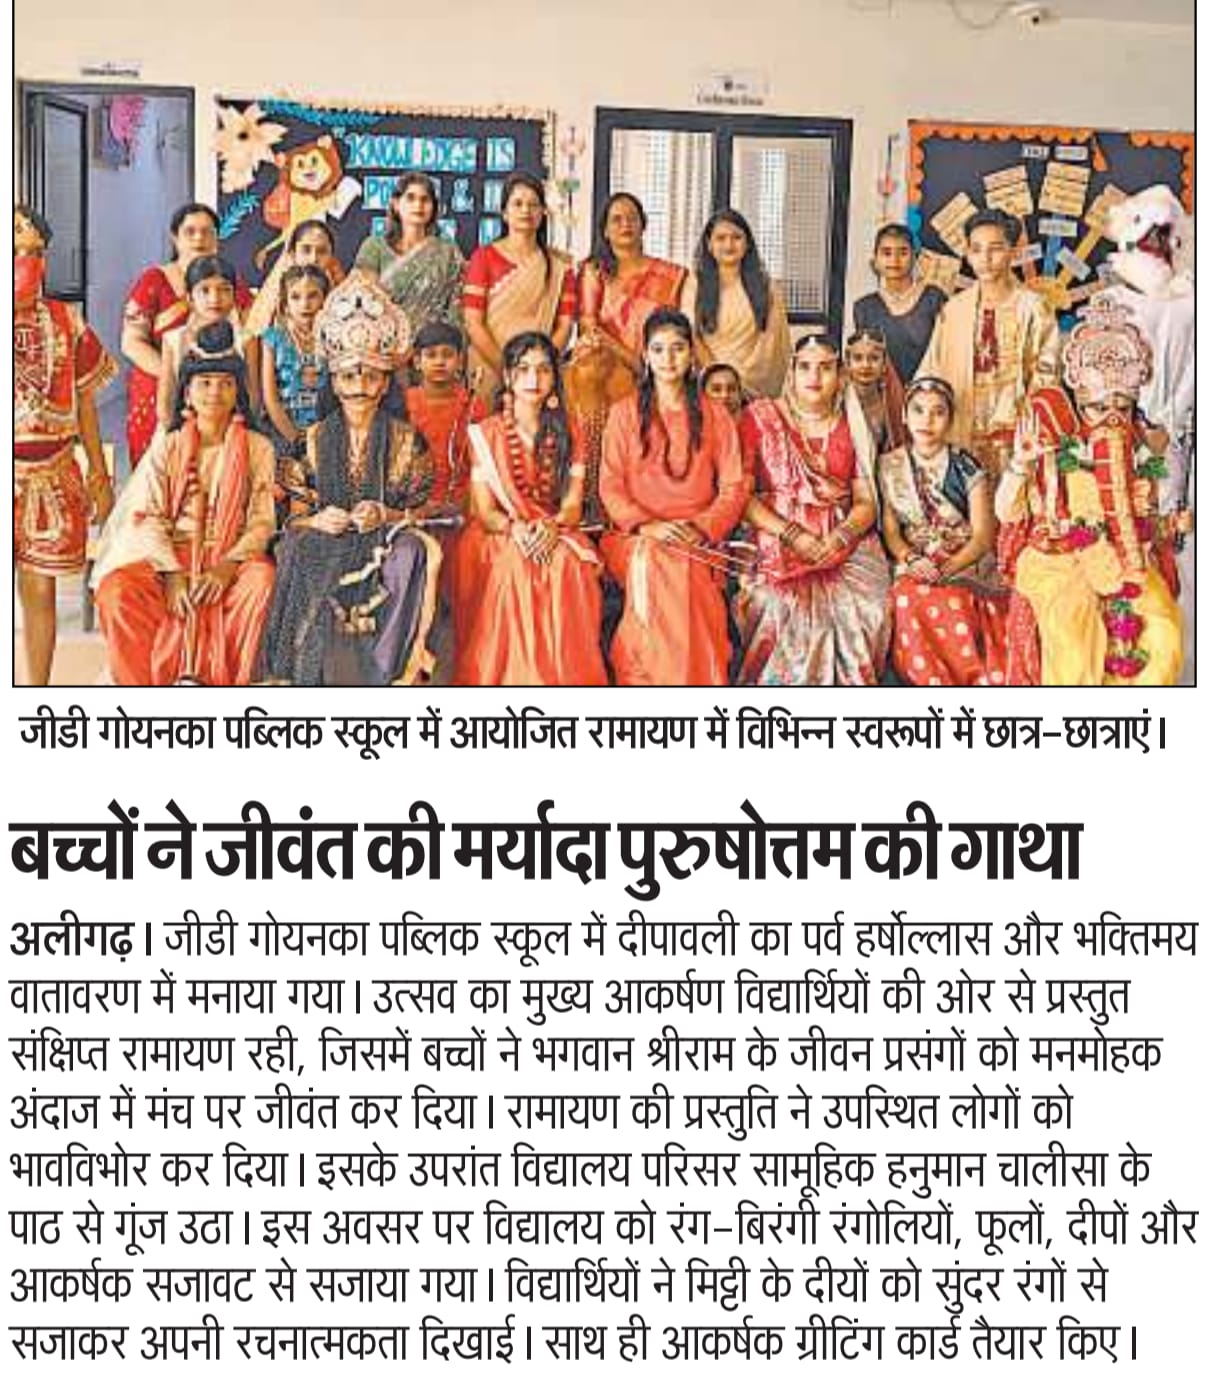 KNOWLEDGE IS
जीडी गोयनका पब्लिक स्कूल में आयोजित रामायण में विभिन्न स्वरूपों में छात्र-छात्राएं।
बच्चों ने जीवंत की मर्यादा पुरुषोत्तम की गाथा
अलीगढ़। जीडी गोयनका पब्लिक स्कूल में दीपावली का पर्व हर्षोल्लास और भक्तिमय
वातावरण में मनाया गया। उत्सव का मुख्य आकर्षण विद्यार्थियों की ओर से प्रस्तुत
संक्षिप्त रामायण रही, जिसमें बच्चों ने भगवान श्रीराम के जीवन प्रसंगों को मनमोहक
अंदाज में मंच पर जीवंत कर दिया। रामायण की प्रस्तुति ने उपस्थित लोगों को
भावविभोर कर दिया। इसके उपरांत विद्यालय परिसर सामूहिक हनुमान चालीसा के
पाठ से गूंज उठा। इस अवसर पर विद्यालय को रंग-बिरंगी रंगोलियों, फूलों, दीपों और
आकर्षक सजावट से सजाया गया। विद्यार्थियों ने मिट्टी के दीयों को सुंदर रंगों से
सजाकर अपनी रचनात्मकता दिखाई। साथ ही आकर्षक ग्रीटिंग कार्ड तैयार किए।